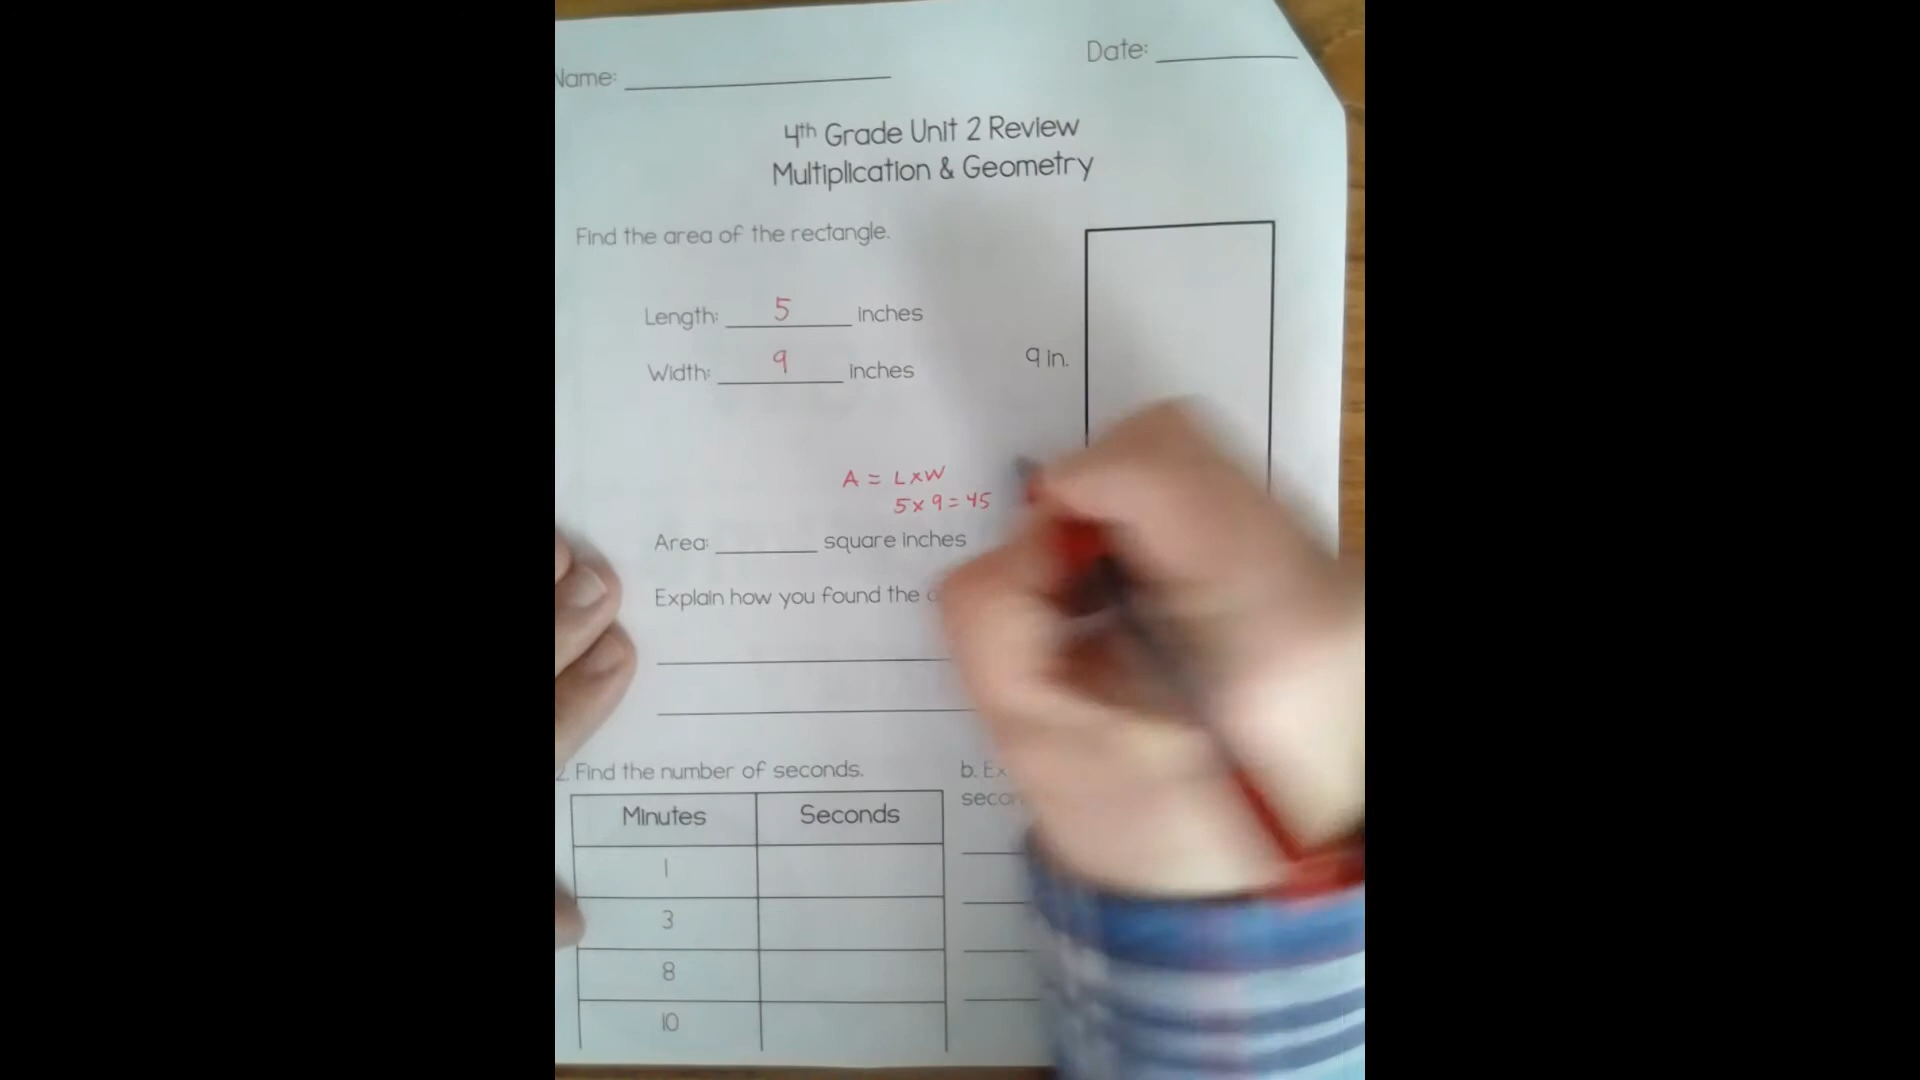 Name: Date:
4th Grade Unit 2 Review
Multiplication & Geometry
Find the area of the rectangle.
Length: 5 inches
Width: 9 inches
9 in.
A = L x W
5 x 9 = 45
Area: square inches
Explain how you found the
2. Find the number of seconds.
b.
Minutes Seconds
1
3
8
10